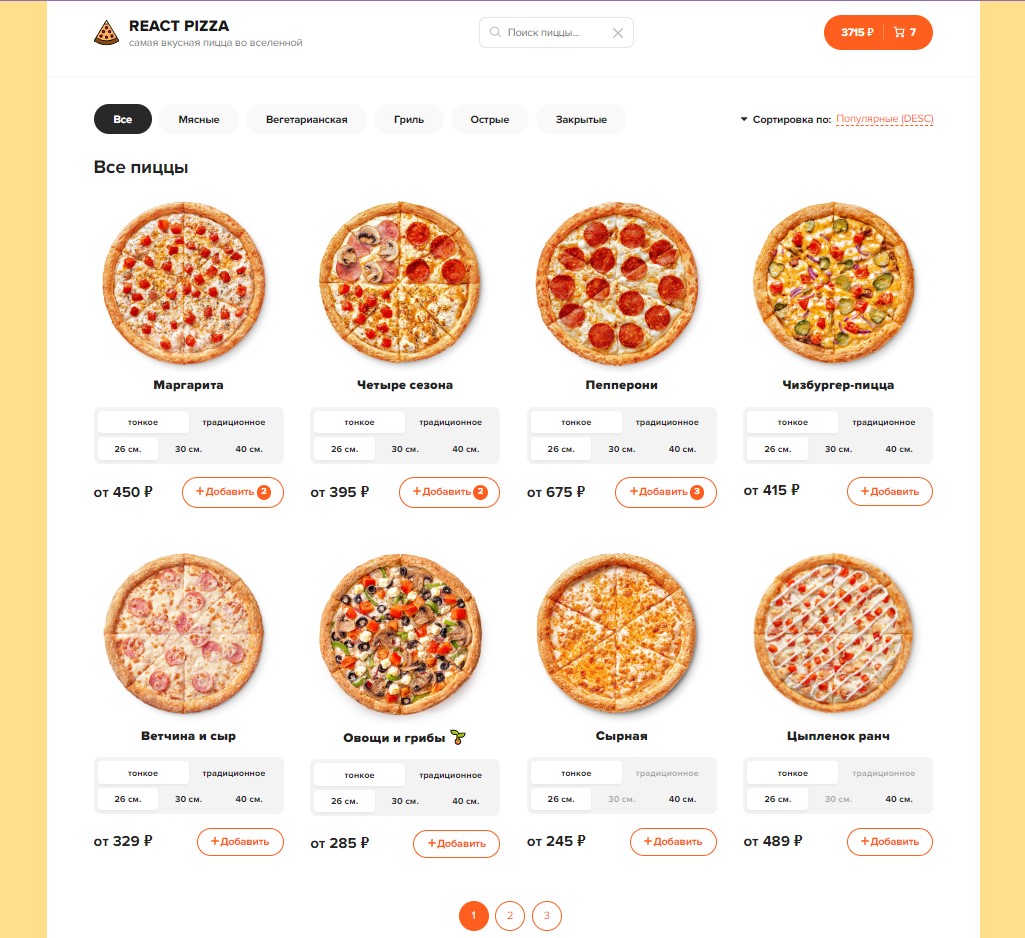 REACT PIZZA
самая вкусная пицца во вселенной
Поиск пиццы...
3715 ₽ 7
Все Мясные Вегетарианская Гриль Острые Закрытые
Сортировка по: Популярные (DESC)
Все пиццы
Маргарита Четыре сезона Пепперони Чизбургер-пицца
тонкое традиционное тонкое традиционное тонкое традиционное тонкое традиционное
26 см. 30 см. 40 см. 26 см. 30 см. 40 см. 26 см. 30 см. 40 см. 26 см. 30 см. 40 см.
от 450 ₽ +Добавить 2 от 395 ₽ +Добавить 2 от 675 ₽ +Добавить 3 от 415 ₽ +Добавить
Ветчина и сыр Овощи и грибы Сырная Цыпленок ранч
тонкое традиционное тонкое традиционное тонкое традиционное тонкое традиционное
26 см. 30 см. 40 см. 26 см. 30 см. 40 см. 26 см. 30 см. 40 см. 26 см. 30 см. 40 см.
от 329 ₽ +Добавить от 285 ₽ +Добавить от 245 ₽ +Добавить от 489 ₽ +Добавить
1 2 3